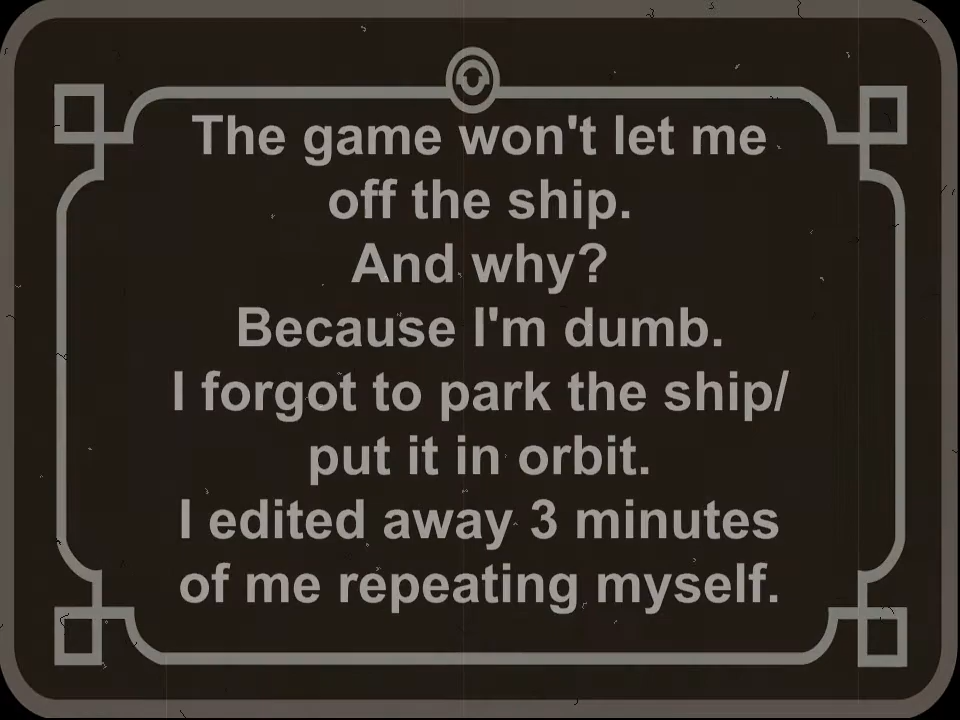 The game won't let me
off the ship.
And why?
Because I'm dumb.
I forgot to park the ship/
put it in orbit.
I edited away 3 minutes
of me repeating myself.